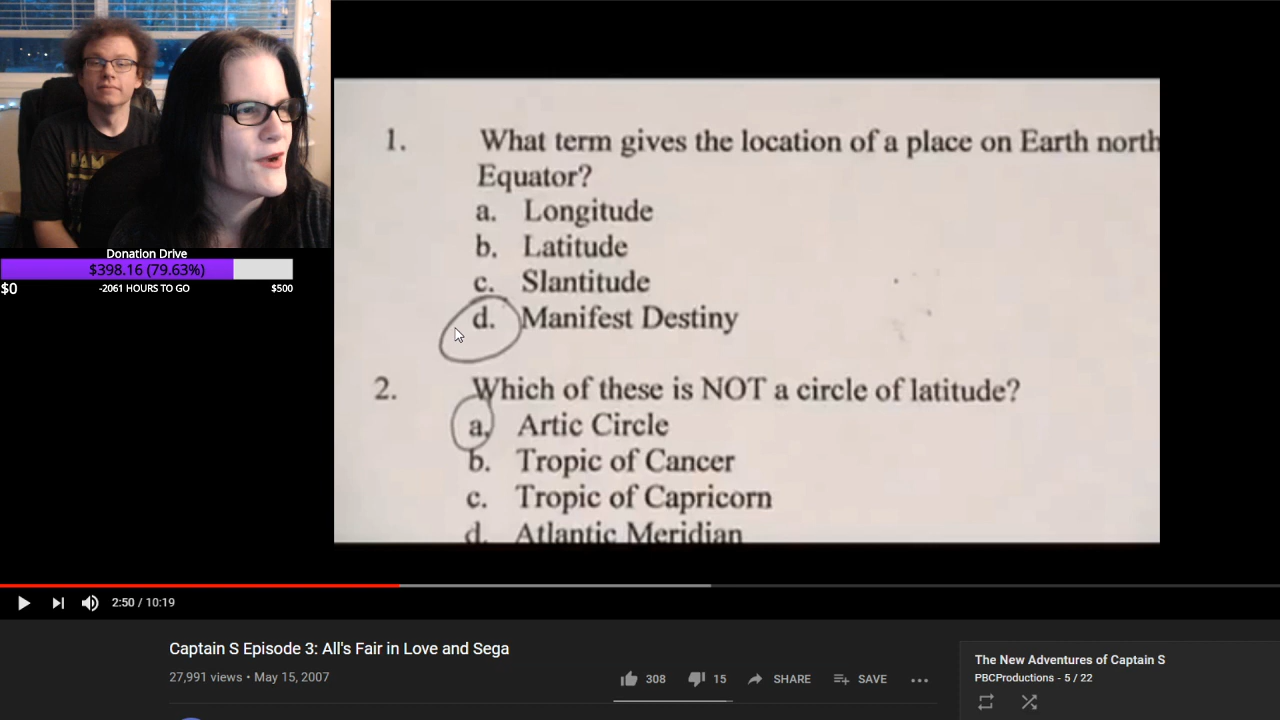 1. What term gives the location of a place on Earth north
Equator?
a. Longitude
b. Latitude
c. Slantitude
d. Manifest Destiny
2. Which of these is NOT a circle of latitude?
a. Artic Circle
b. Tropic of Cancer
c. Tropic of Capricorn
d. Atlantic Meridian
Donation Drive
$398.16 (79.63%)
$0 -2061 HOURS TO GO $500
2:50 / 10:19
Captain S Episode 3: All's Fair in Love and Sega
27,991 views • May 15, 2007
308 15 SHARE SAVE
The New Adventures of Captain S
PBCProductions - 5 / 22